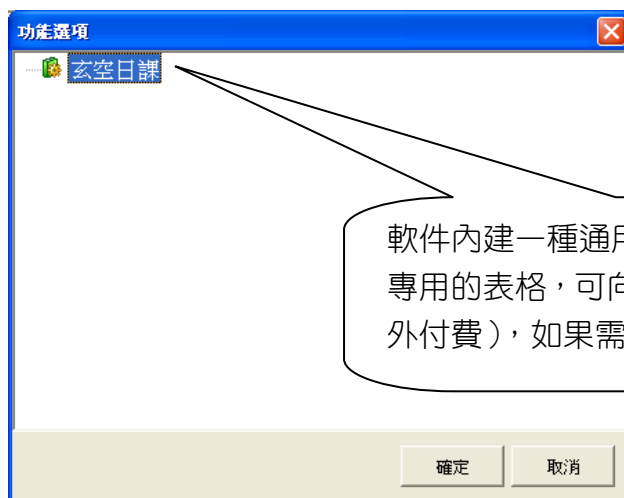 功能選項
玄空日課
軟件內建一種通用
專用的表格，可向
外付費），如果需
確定
取消